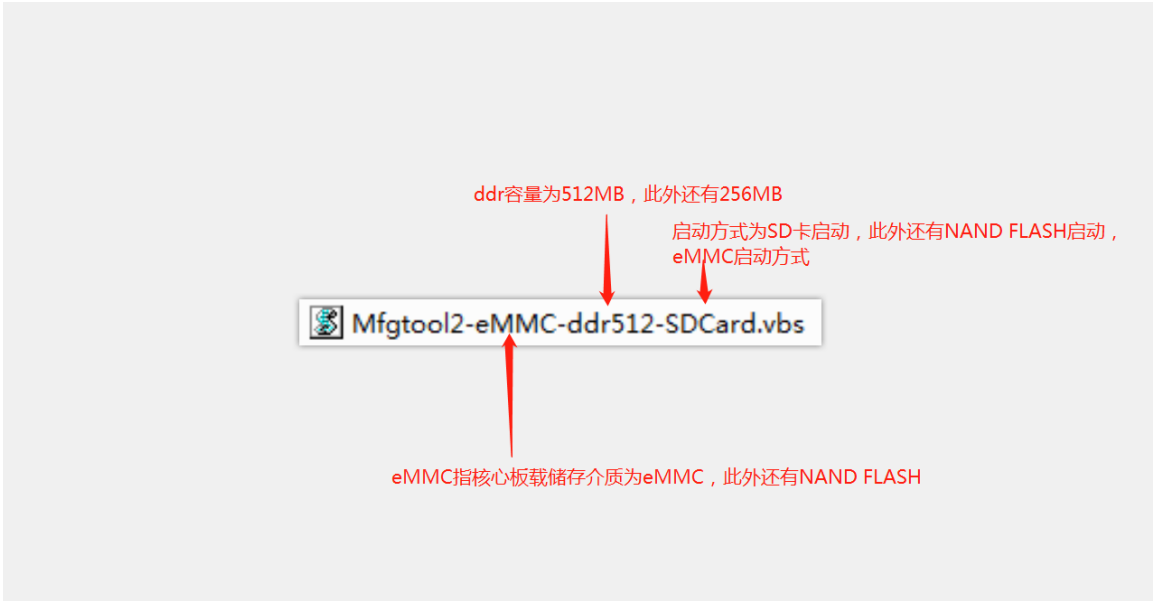 ddr容量为512MB，此外还有256MB
启动方式为SD卡启动，此外还有NAND FLASH启动，
eMMC启动方式
Mfgtool2-eMMC-ddr512-SDCard.vbs
eMMC指核心板载储存介质为eMMC，此外还有NAND FLASH